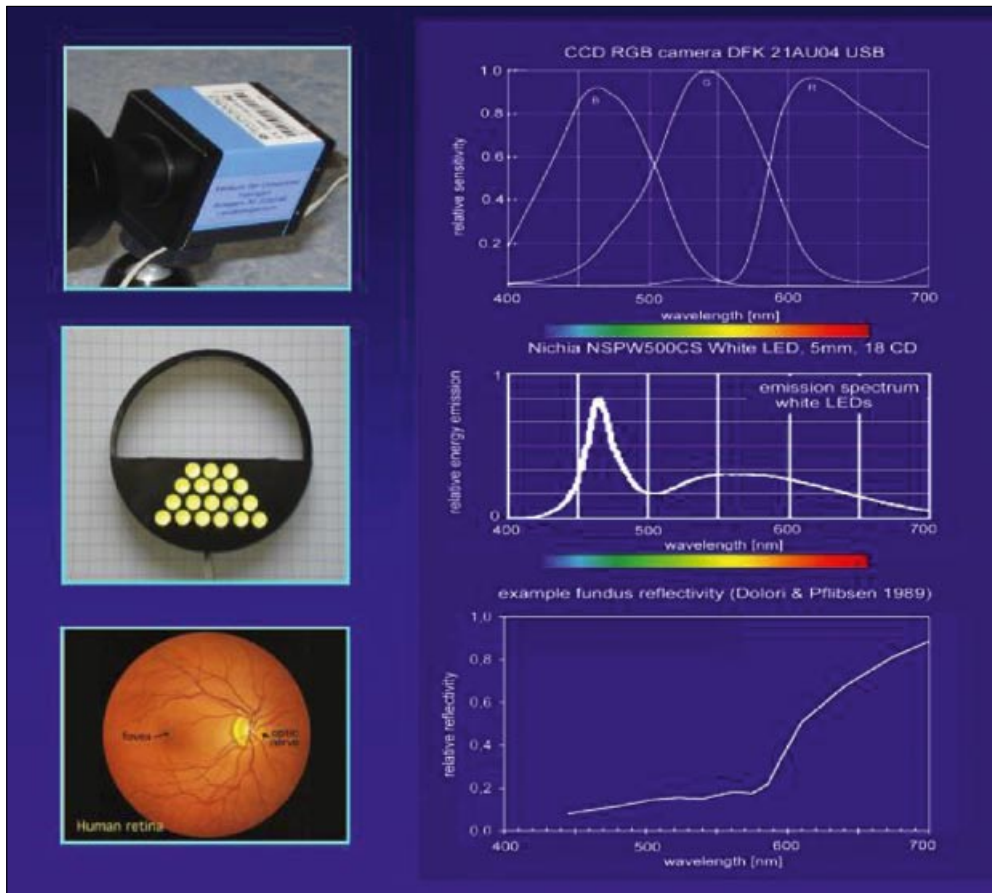 CCD RGB camera DFK 21AU04 USB
relative sensitivity
1.0
0.8
0.6
0.4
0.2
B
G
R
400
500
600
700
wavelength [nm]
Nichia NSPW500CS White LED, 5mm, 18 CD
relative energy emission
1
0
emission spectrum
white LEDs
400
500
600
700
wavelength [nm]
example fundus reflectivity (Dolori & Pflibsen 1989)
relative reflectivity
1.0
0.8
0.6
0.4
0.2
0.0
400
500
600
700
wavelength [nm]
fovea
optic
nerve
Human retina